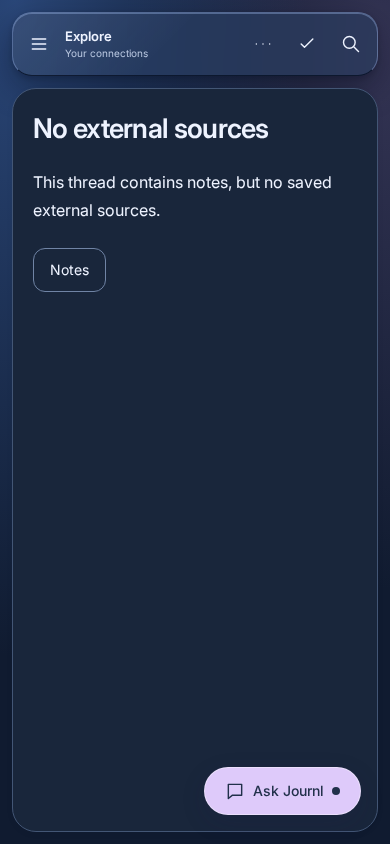 Explore
Your connections
...
No external sources
This thread contains notes, but no saved
external sources.
Notes
Ask Journl